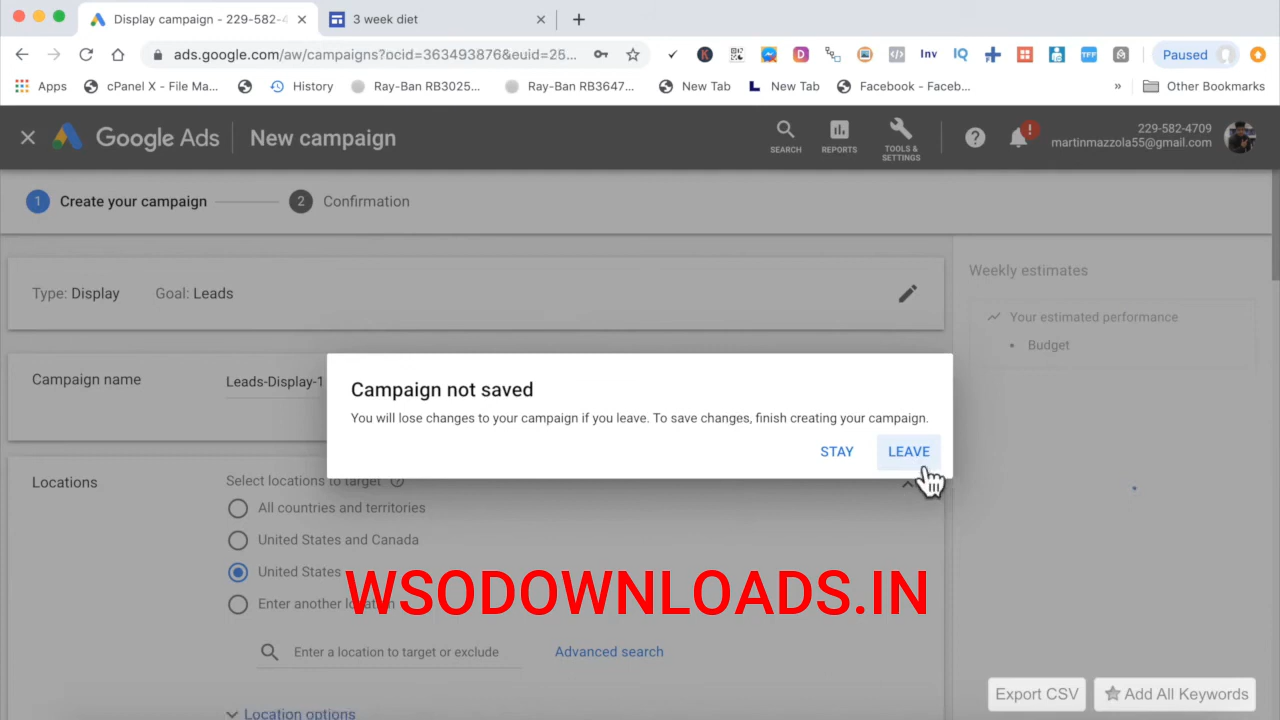 Display campaign - 229-582-4
3 week diet
ads.google.com/aw/campaigns?ocid=363493876&euid=25...
Inv
IQ
TFF
Paused
Apps
cPanel X - File Ma...
History
Ray-Ban RB3025...
Ray-Ban RB3647...
New Tab
New Tab
Facebook - Faceb...
»
Other Bookmarks
Google Ads
New campaign
SEARCH
REPORTS
TOOLS &
SETTINGS
229-582-4709
martinmazzola55@gmail.com
1 Create your campaign
2 Confirmation
Type: Display Goal: Leads
Weekly estimates
Your estimated performance
• Budget
Campaign name
Leads-Display-1
Campaign not saved
You will lose changes to your campaign if you leave. To save changes, finish creating your campaign.
STAY
LEAVE
Locations
Select locations to target
All countries and territories
United States and Canada
United States
WSODOWNLOADS.IN
Enter another location
Enter a location to target or exclude
Advanced search
Location options
Export CSV
Add All Keywords